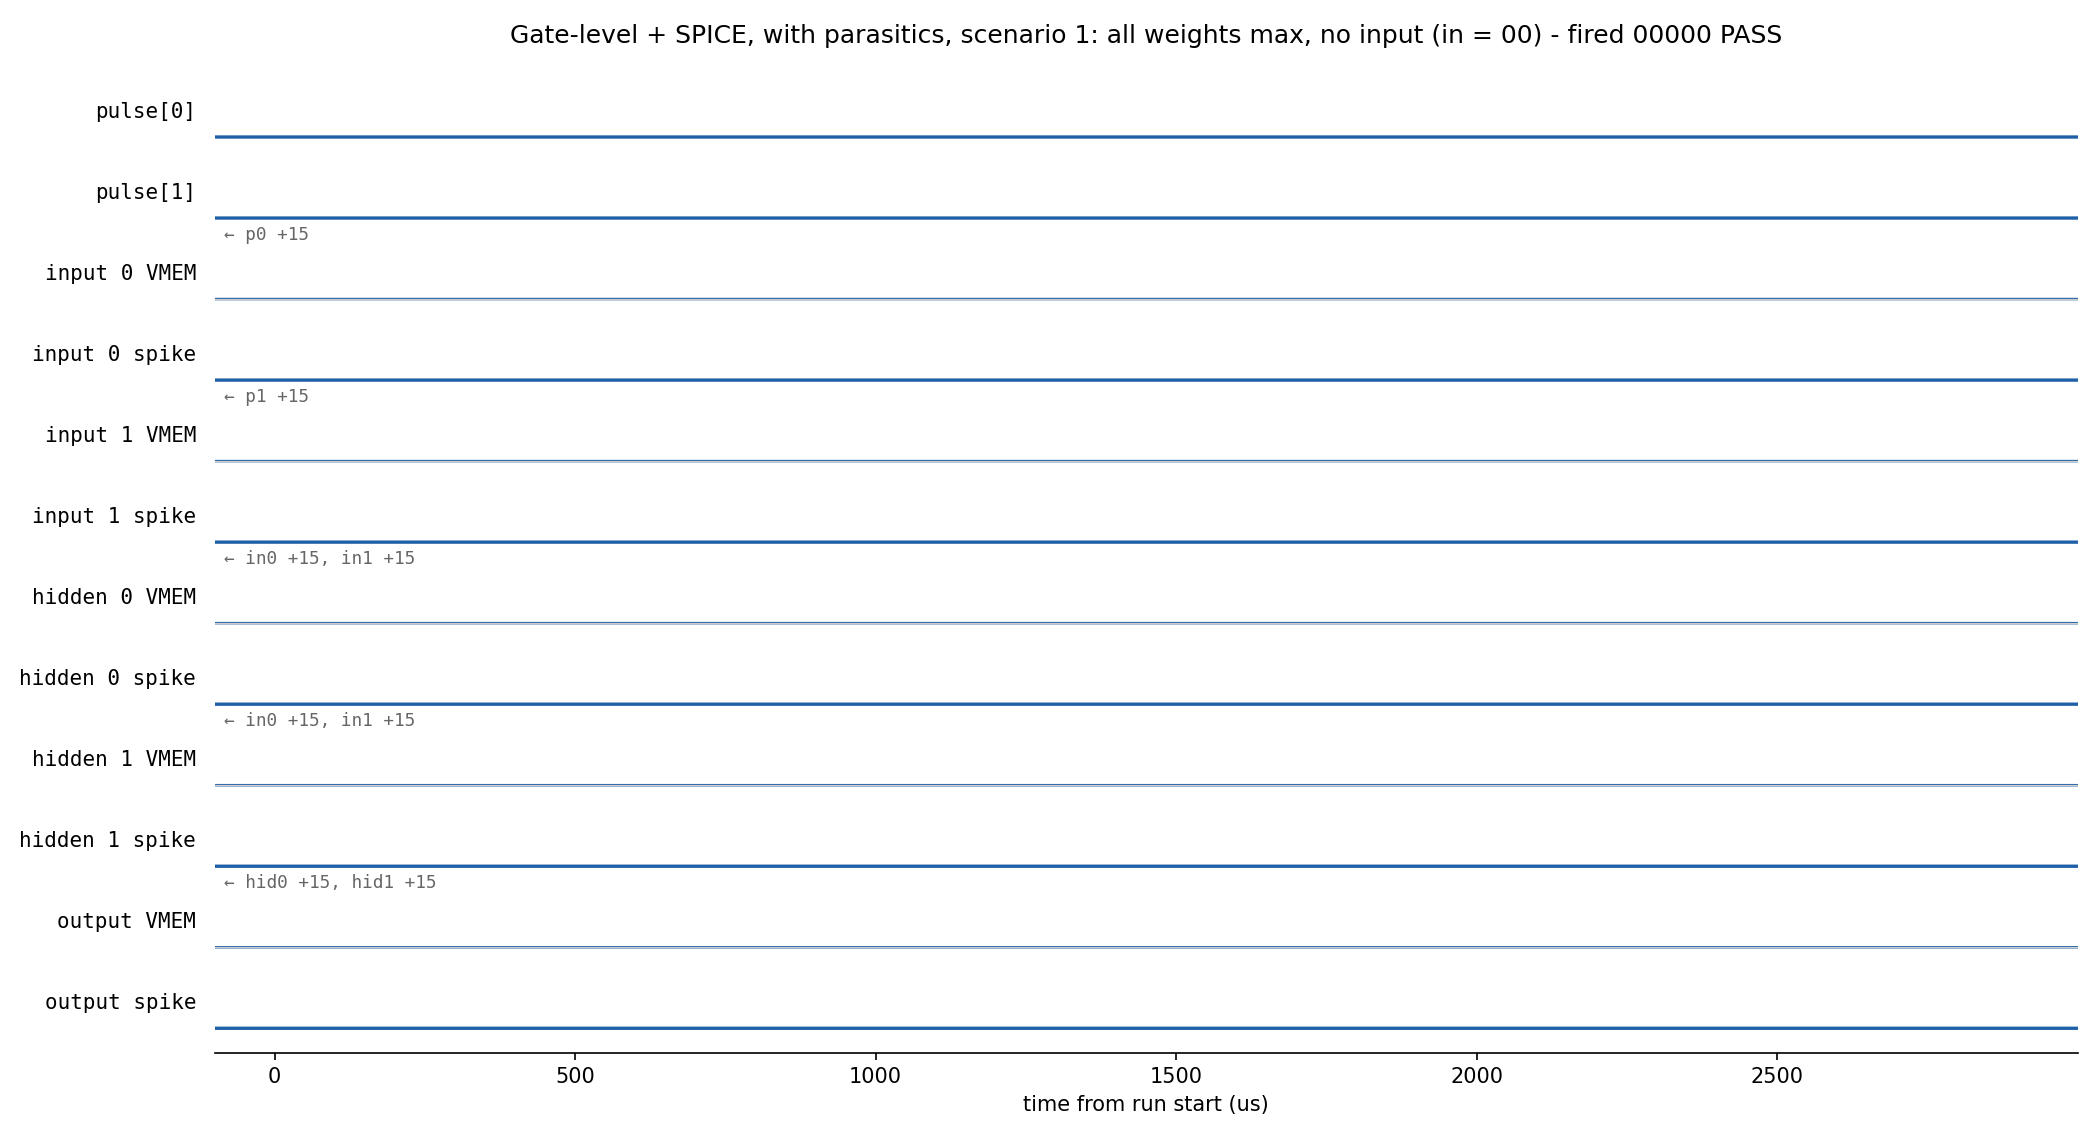 Gate-level + SPICE, with parasitics, scenario 1: all weights max, no input (in = 00) - fired 00000 PASS
pulse[0]
pulse[1]
← p0 +15
input 0 VMEM
input 0 spike
← p1 +15
input 1 VMEM
input 1 spike
← in0 +15, in1 +15
hidden 0 VMEM
hidden 0 spike
← in0 +15, in1 +15
hidden 1 VMEM
hidden 1 spike
← hid0 +15, hid1 +15
output VMEM
output spike
0 500 1000 1500 2000 2500
time from run start (us)